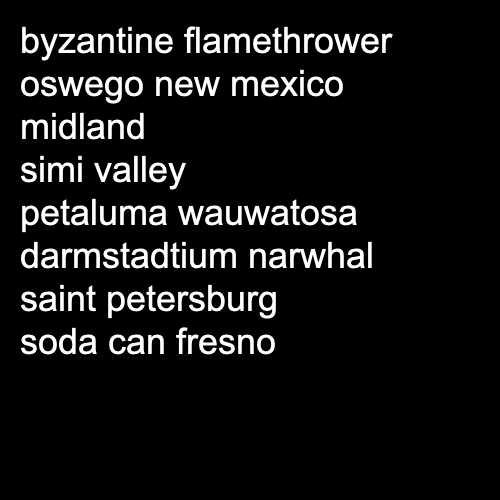 byzantine flamethrower
oswego new mexico
midland
simi valley
petaluma wauwatosa
darmstadtium narwhal
saint petersburg
soda can fresno